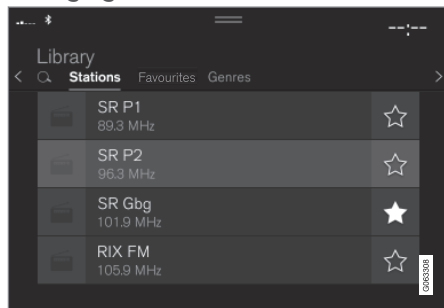 --:--
Library
Stations Favourites Genres
SR P1
89.3 MHz
SR P2
96.3 MHz
SR Gbg
101.9 MHz
RIX FM
105.9 MHz
G063308